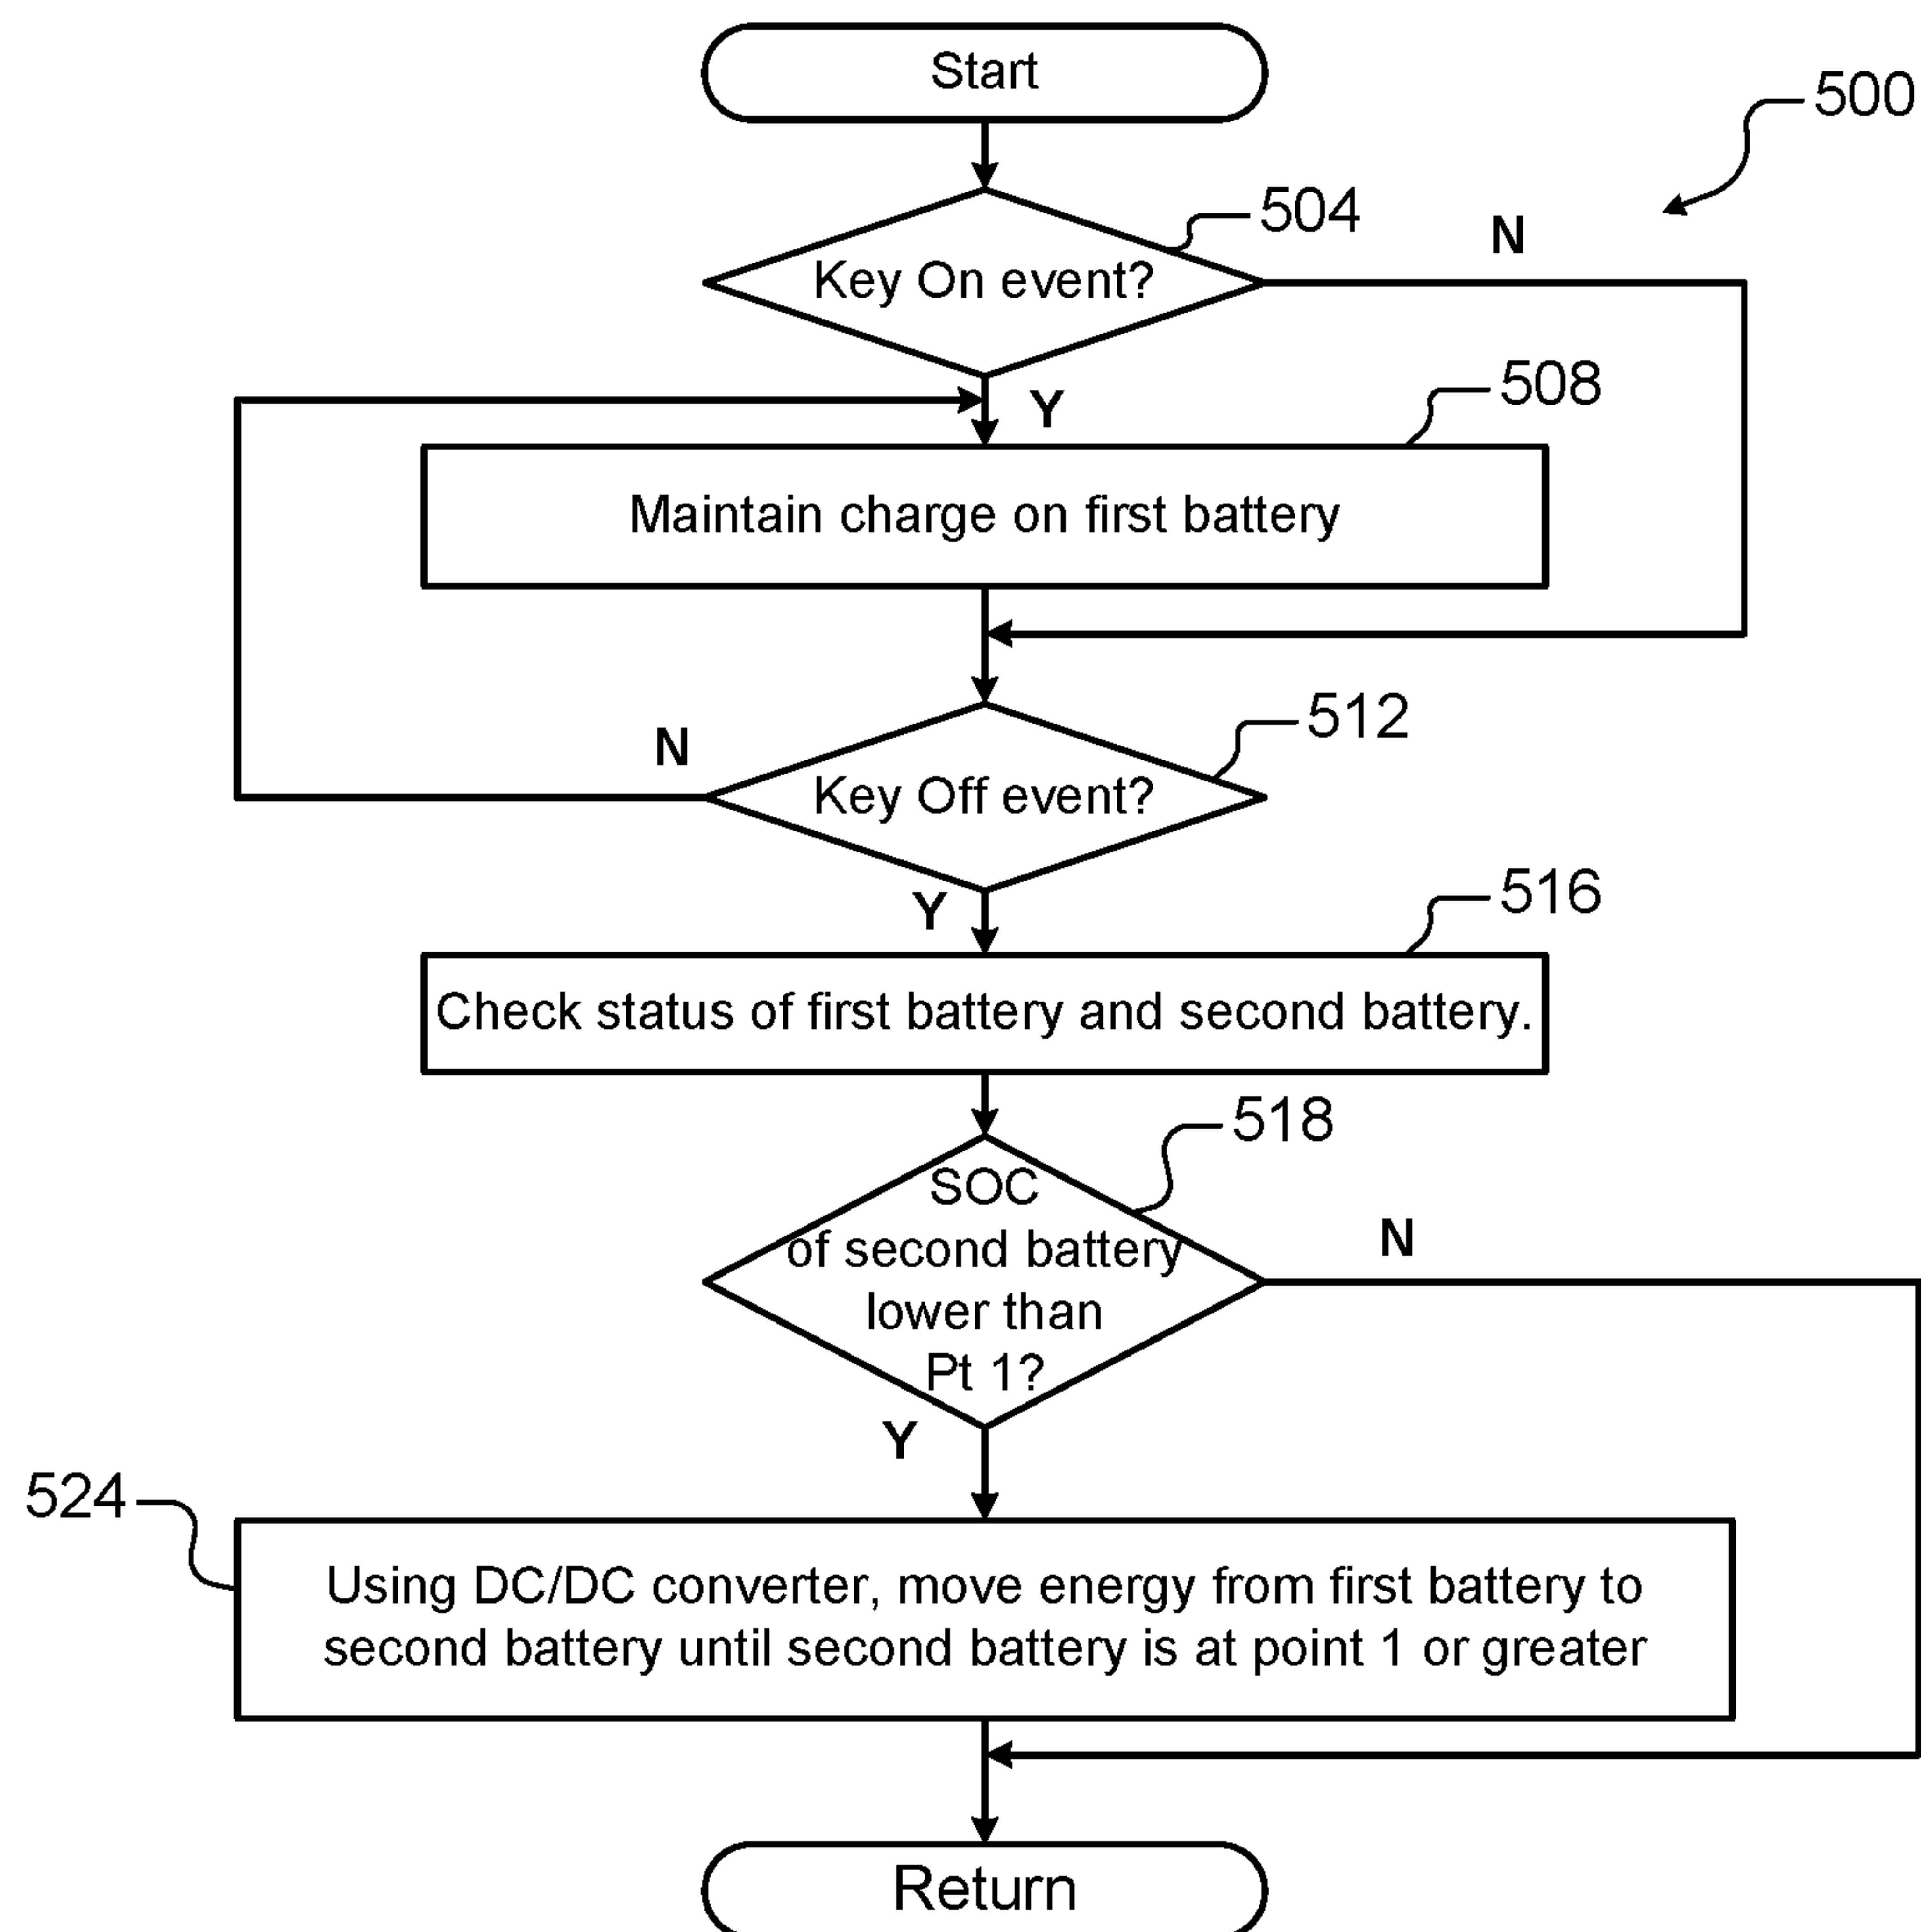 Start
500
504
N
Key On event?
Y
508
Maintain charge on first battery
512
N
Key Off event?
Y
516
Check status of first battery and second battery.
518
SOC
of second battery
lower than
Pt 1?
N
Y
524
Using DC/DC converter, move energy from first battery to
second battery until second battery is at point 1 or greater
Return